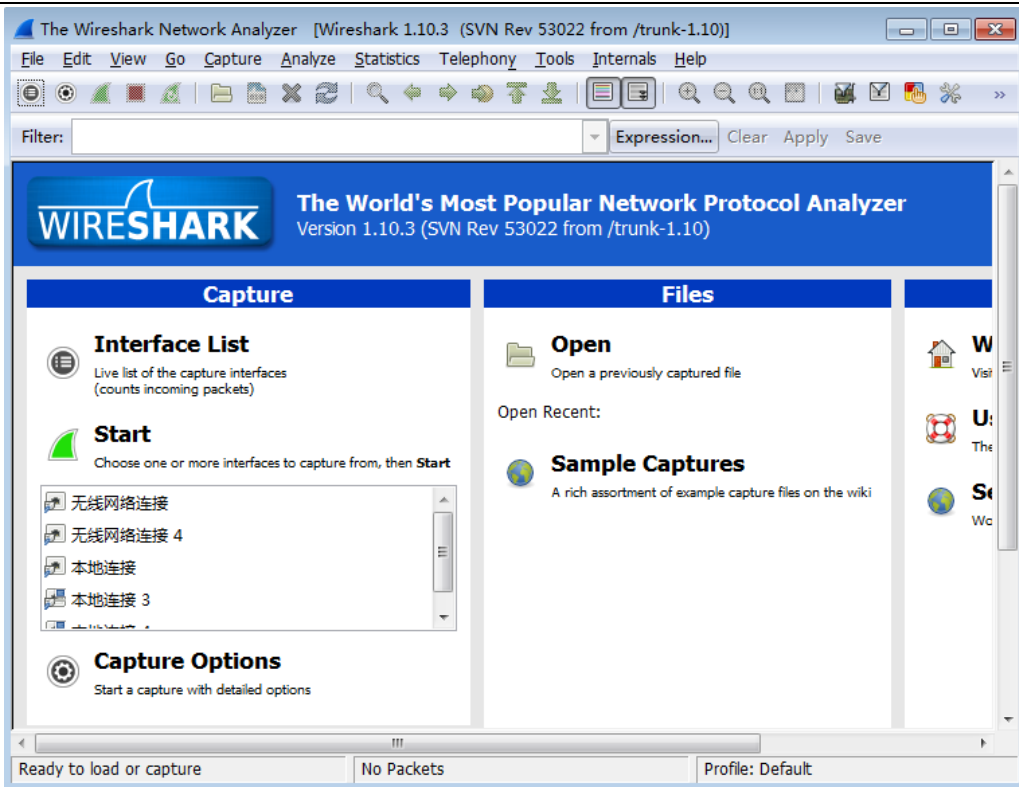 The Wireshark Network Analyzer [Wireshark 1.10.3 (SVN Rev 53022 from /trunk-1.10)]
File Edit View Go Capture Analyze Statistics Telephony Tools Internals Help
Filter: Expression... Clear Apply Save
WIRESHARK
The World's Most Popular Network Protocol Analyzer
Version 1.10.3 (SVN Rev 53022 from /trunk-1.10)
Capture
Interface List
Live list of the capture interfaces
(counts incoming packets)
Start
Choose one or more interfaces to capture from, then Start
无线网络连接
无线网络连接 4
本地连接
本地连接 3
Capture Options
Start a capture with detailed options
Files
Open
Open a previously captured file
Open Recent:
Sample Captures
A rich assortment of example capture files on the wiki
The
Ready to load or capture No Packets Profile: Default